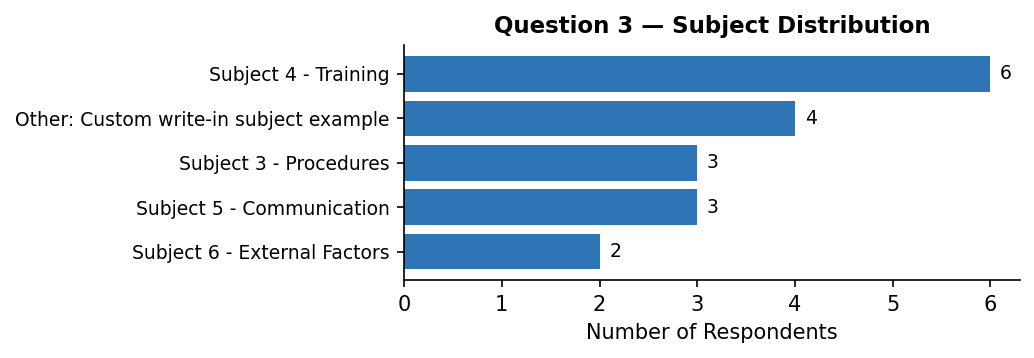 Question 3 — Subject Distribution
Subject 4 - Training 6
Other: Custom write-in subject example 4
Subject 3 - Procedures 3
Subject 5 - Communication 3
Subject 6 - External Factors 2
0 1 2 3 4 5 6
Number of Respondents